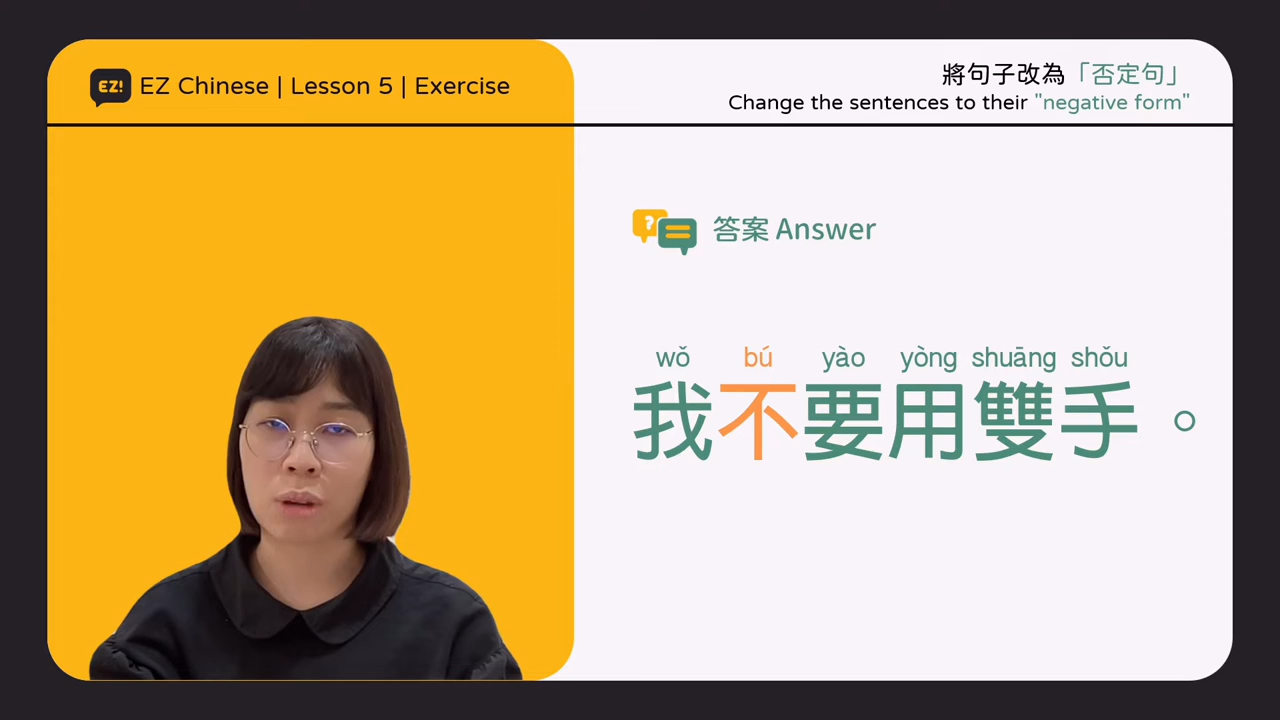 EZ! EZ Chinese | Lesson 5 | Exercise
將句子改為「否定句」
Change the sentences to their "negative form"
? 答案 Answer
wǒ bú yào yòng shuāng shǒu
我不要用雙手。